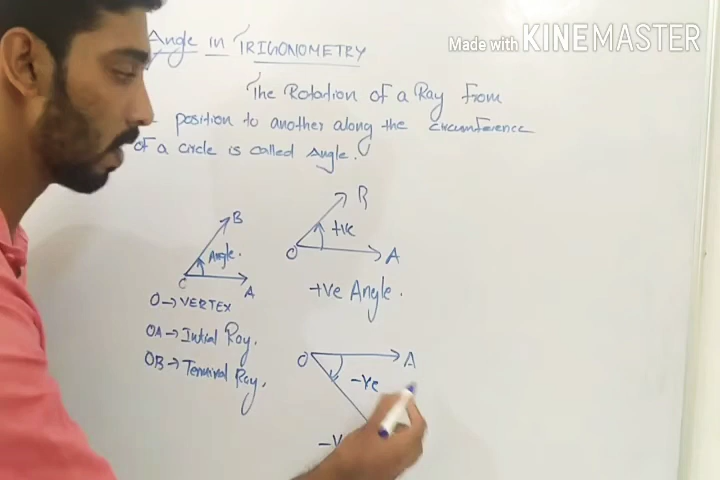 Made with KINEMASTER
Angle in TRIGONOMETRY
The Rotation of a Ray from
position to another along the circumference
of a circle is called Angle.
B
Angle.
A
O → VERTEX
OA → Initial Ray.
OB → Terminal Ray.
B
+ve
O
A
+ve Angle.
O
A
-ve